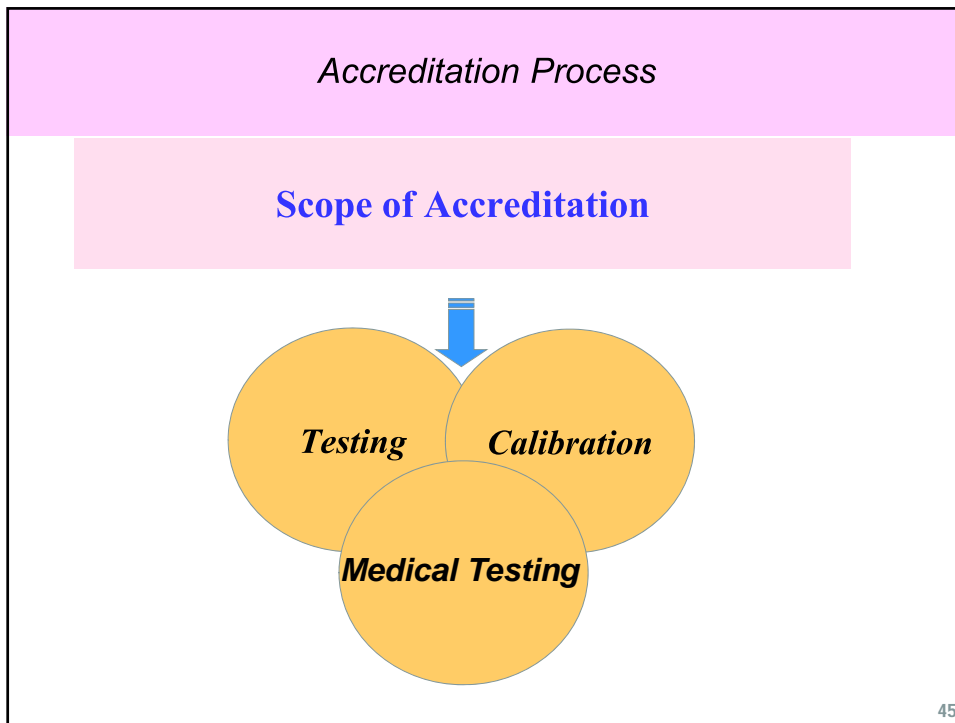 Accreditation Process
Scope of Accreditation
Testing
Calibration
Medical Testing
45